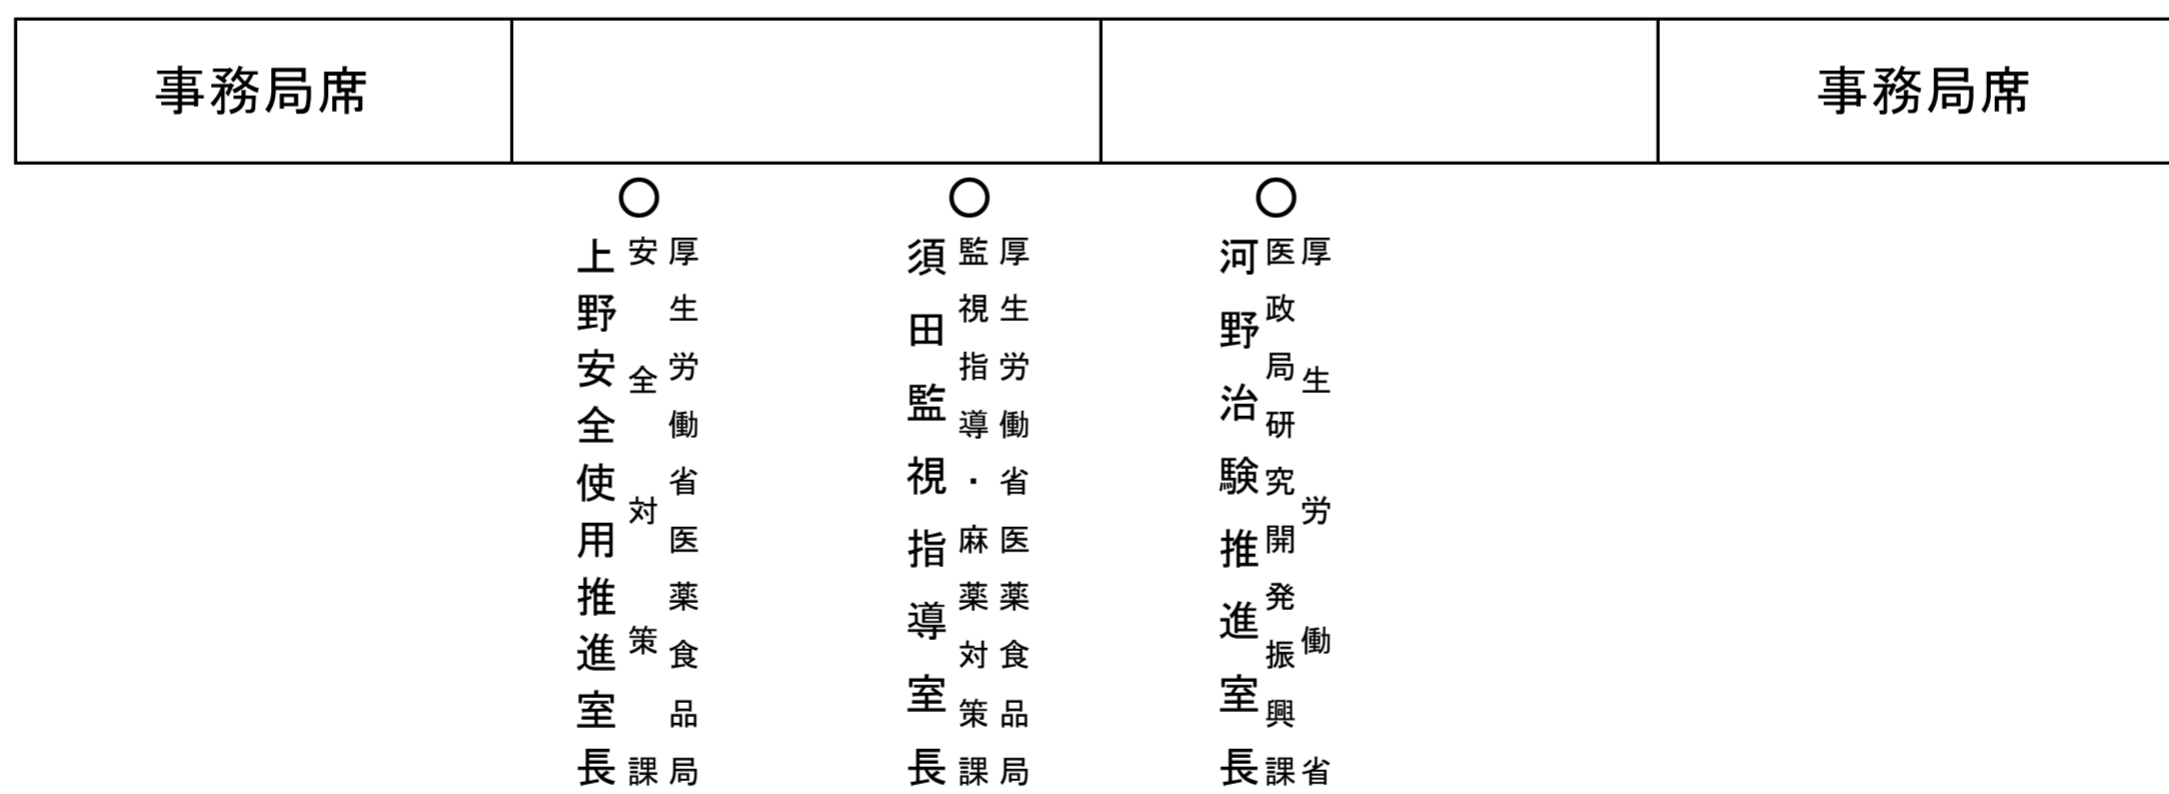 事務局席
事務局席
○
厚生労働省
医政局研究開発振興課
河野治験推進室長
○
厚生労働省医薬食品局
監視指導・麻薬対策課
須田監視指導室長
○
厚生労働省医薬食品局
安全対策課
上野安全使用推進室長